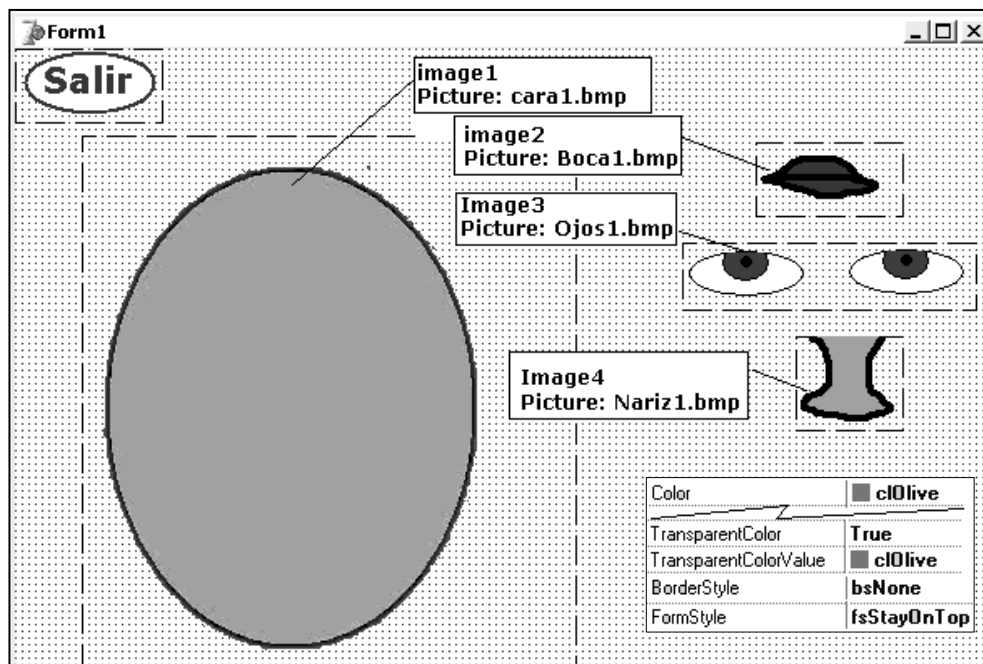 Form1
Salir
image1
Picture: cara1.bmp
image2
Picture: Boca1.bmp
Image3
Picture: Ojos1.bmp
Image4
Picture: Nariz1.bmp
Color clOlive
TransparentColor True
TransparentColorValue clOlive
BorderStyle bsNone
FormStyle fsStayOnTop